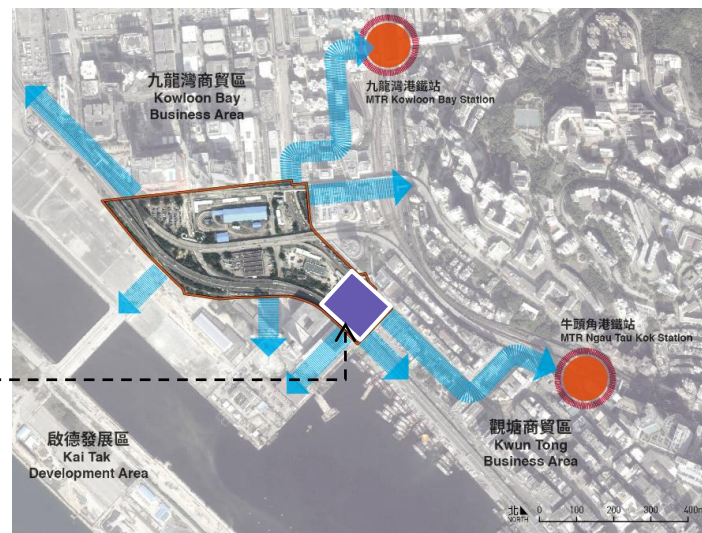 九龍灣商貿區
Kowloon Bay
Business Area
九龍灣港鐵站
MTR Kowloon Bay Station
牛頭角港鐵站
MTR Ngau Tau Kok Station
觀塘商貿區
Kwun Tong
Business Area
啟德發展區
Kai Tak
Development Area
北
NORTH
0 100 200 300 400m